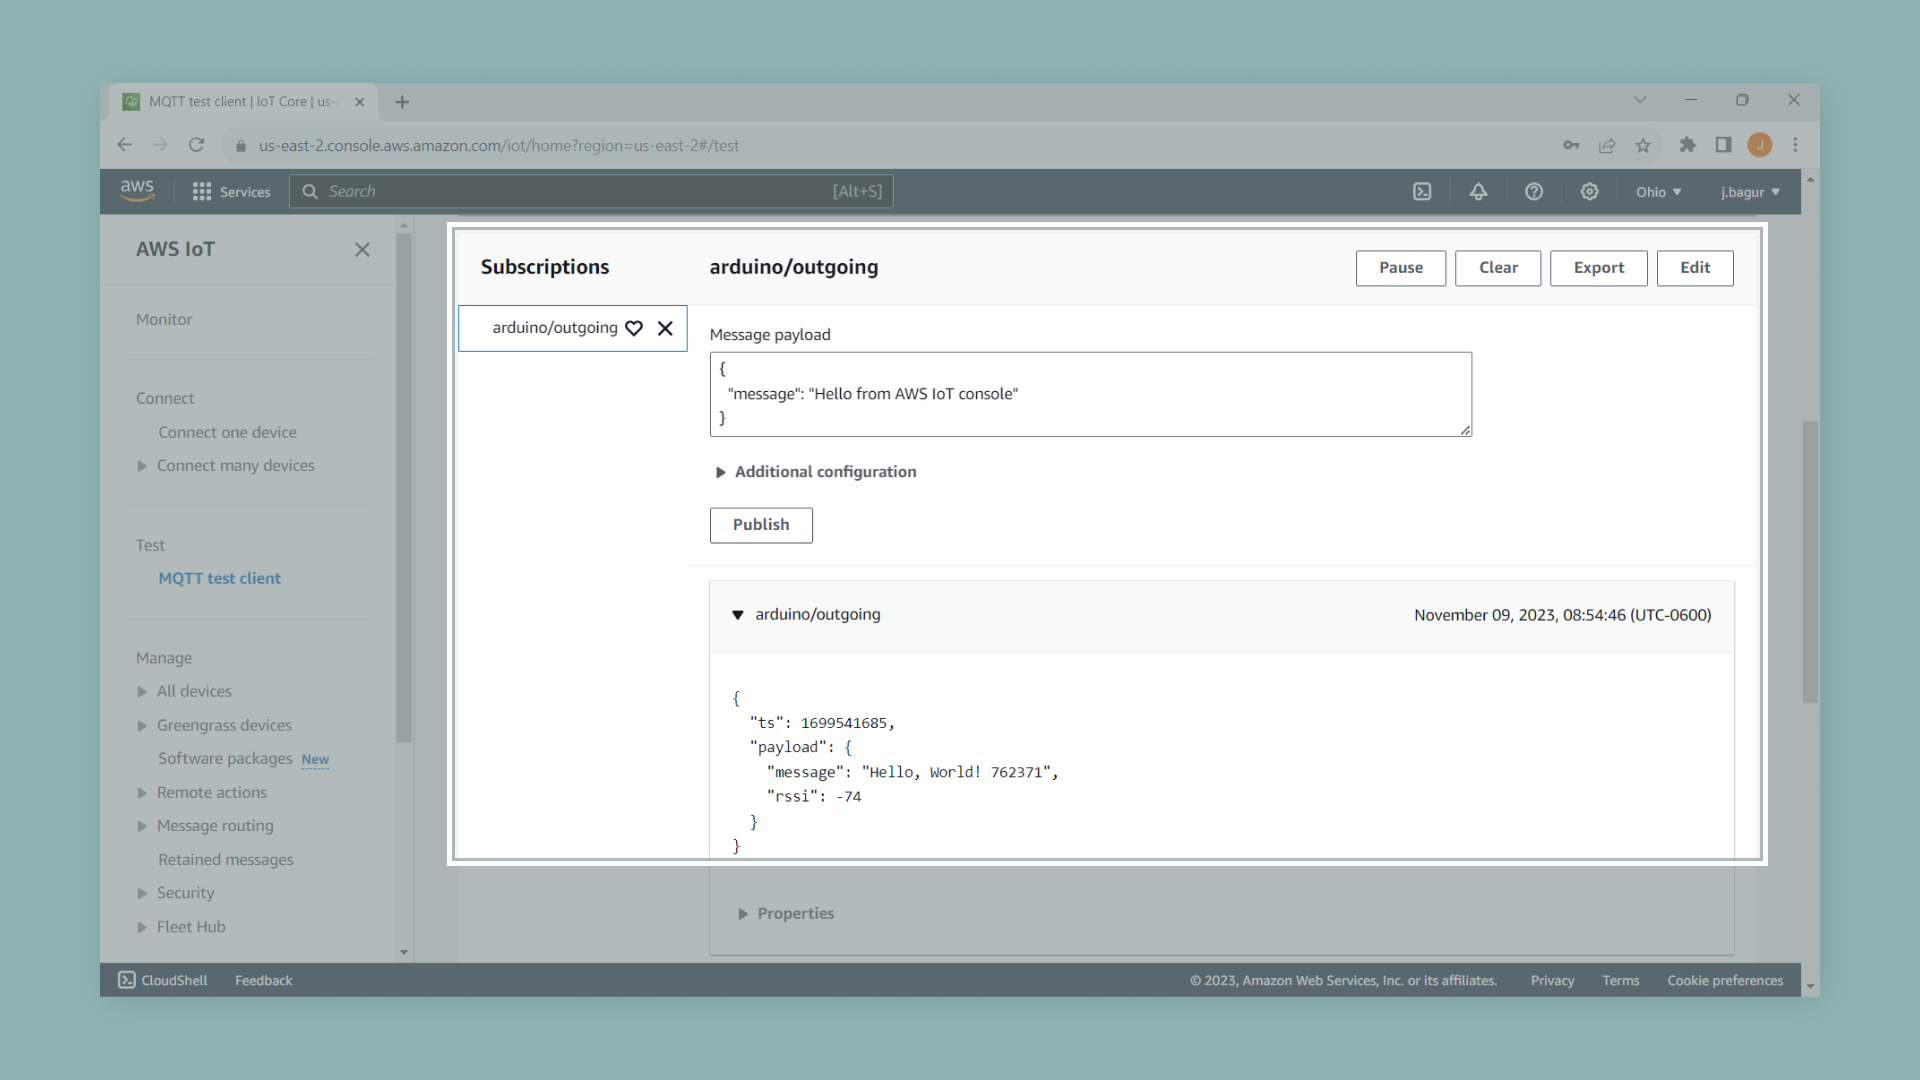 MQTT test client | IoT Core | us-
us-east-2.console.aws.amazon.com/iot/home?region=us-east-2#/test
aws
Services
Search
[Alt+S]
Ohio
j.bagur
J
AWS IoT
Monitor
Connect
Connect one device
Connect many devices
Test
MQTT test client
Manage
All devices
Greengrass devices
Software packages New
Remote actions
Message routing
Retained messages
Security
Fleet Hub
Subscriptions
arduino/outgoing
arduino/outgoing
Pause
Clear
Export
Edit
Message payload
{
"message": "Hello from AWS IoT console"
}
Additional configuration
Publish
arduino/outgoing
November 09, 2023, 08:54:46 (UTC-0600)
{
"ts": 1699541685,
"payload": {
"message": "Hello, World! 762371",
"rssi": -74
}
}
Properties
CloudShell
Feedback
© 2023, Amazon Web Services, Inc. or its affiliates.
Privacy
Terms
Cookie preferences